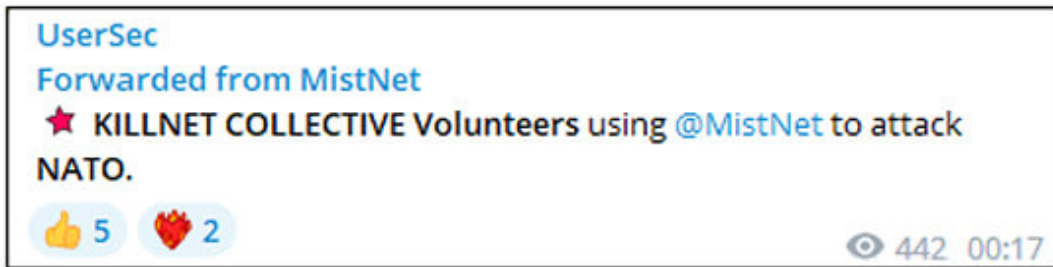 UserSec
Forwarded from MistNet
KILLNET COLLECTIVE Volunteers using @MistNet to attack
NATO.
5 2
442 00:17